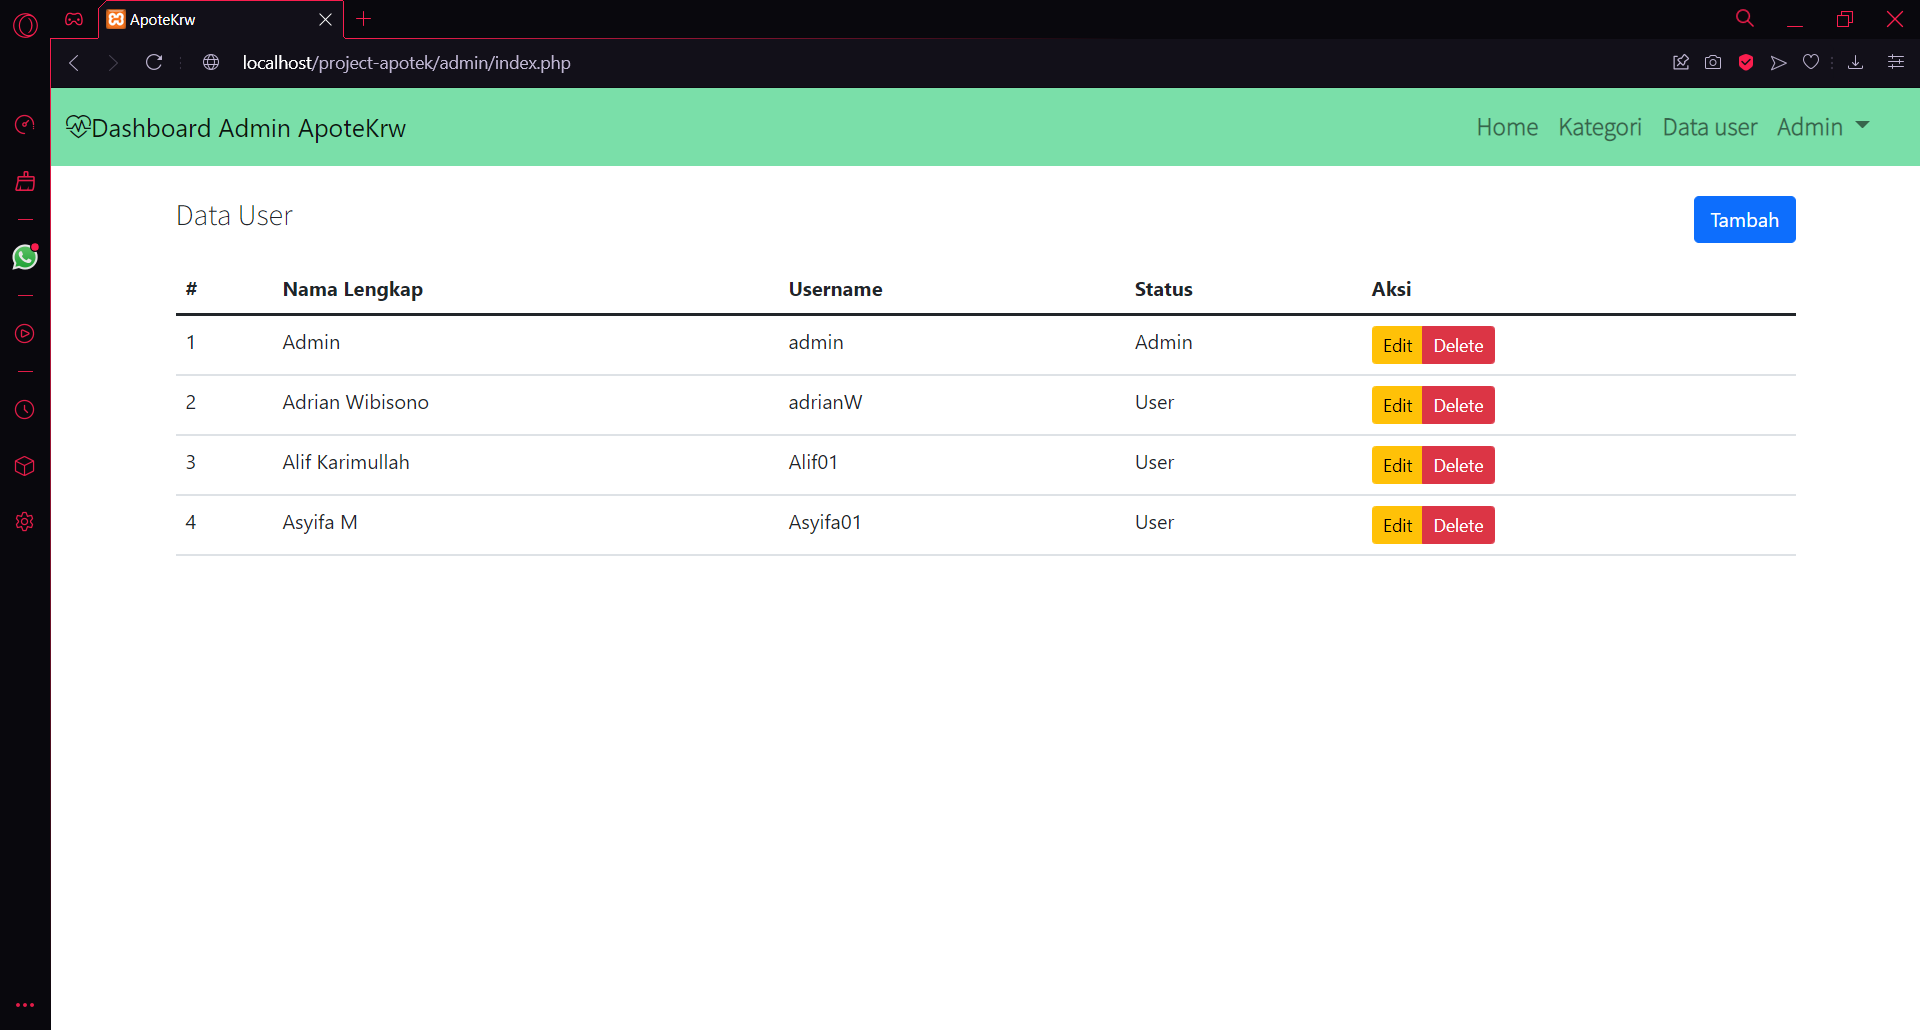 ApoteKrw
localhost/project-apotek/admin/index.php
Dashboard Admin ApoteKrw Home Kategori Data user Admin
Data User Tambah
# Nama Lengkap Username Status Aksi
1 Admin admin Admin Edit Delete
2 Adrian Wibisono adrianW User Edit Delete
3 Alif Karimullah Alif01 User Edit Delete
4 Asyifa M Asyifa01 User Edit Delete